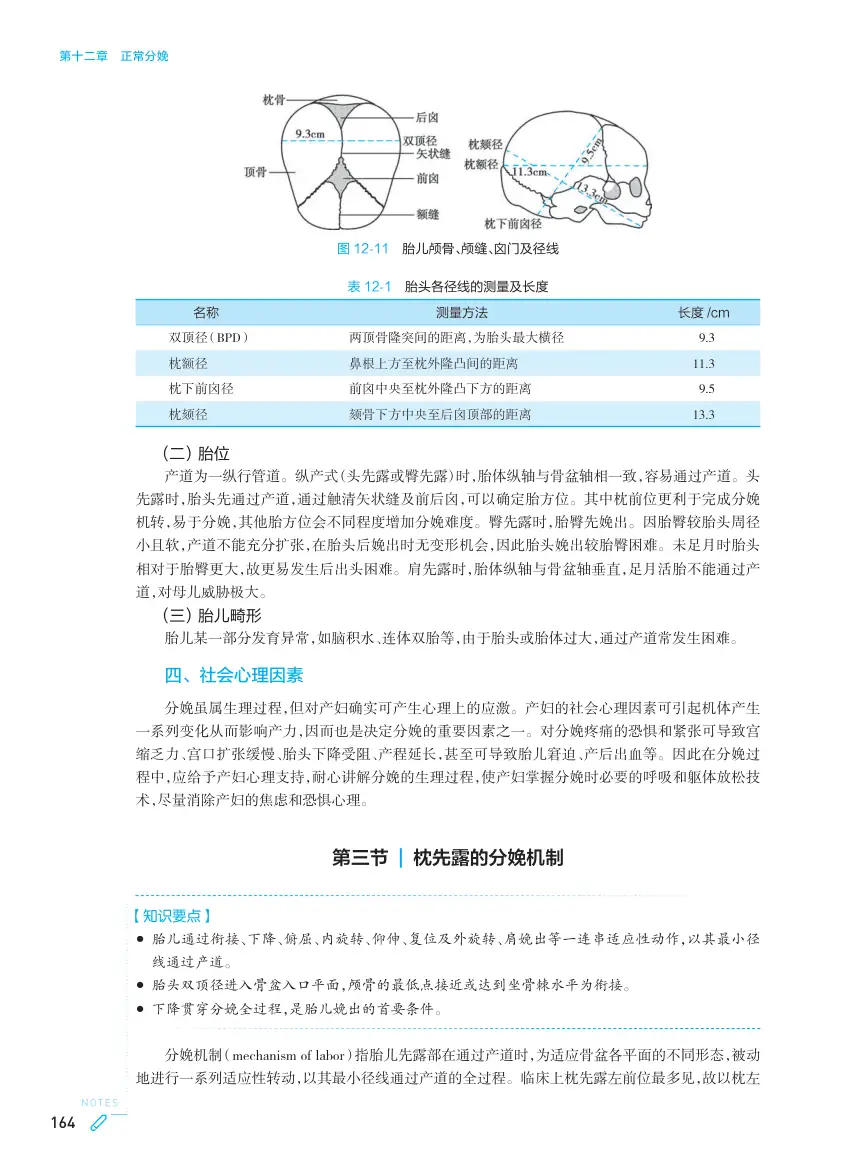 第十二章 正常分娩
枕骨
后囟
9.3cm
双顶径
矢状缝
顶骨
前囟
额缝
枕颏径
枕额径
11.3cm
9.5cm
13.3cm
枕下前囟径
图 12-11 胎儿颅骨、颅缝、囟门及径线
表 12-1 胎头各径线的测量及长度
名称 测量方法 长度 /cm
双顶径(BPD) 两顶骨隆突间的距离,为胎头最大横径 9.3
枕额径 鼻根上方至枕外隆凸间的距离 11.3
枕下前囟径 前囟中央至枕外隆凸下方的距离 9.5
枕颏径 颏骨下方中央至后囟顶部的距离 13.3
(二)胎位
产道为一纵行管道。纵产式(头先露或臀先露)时,胎体纵轴与骨盆轴相一致,容易通过产道。头
先露时,胎头先通过产道,通过触清矢状缝及前后囟,可以确定胎方位。其中枕前位更利于完成分娩
机转,易于分娩,其他胎方位会不同程度增加分娩难度。臀先露时,胎臀先娩出。因胎臀较胎头周径
小且软,产道不能充分扩张,在胎头后娩出时无变形机会,因此胎头娩出较胎臀困难。未足月时胎头
相对于胎臀更大,故更易发生后出头困难。肩先露时,胎体纵轴与骨盆轴垂直,足月活胎不能通过产
道,对母儿威胁极大。
(三)胎儿畸形
胎儿某一部分发育异常,如脑积水、连体双胎等,由于胎头或胎体过大,通过产道常发生困难。
四、社会心理因素
分娩虽属生理过程,但对产妇确实可产生心理上的应激。产妇的社会心理因素可引起机体产生
一系列变化从而影响产力,因而也是决定分娩的重要因素之一。对分娩疼痛的恐惧和紧张可导致宫
缩乏力、宫口扩张缓慢、胎头下降受阻、产程延长,甚至可导致胎儿窘迫、产后出血等。因此在分娩过
程中,应给予产妇心理支持,耐心讲解分娩的生理过程,使产妇掌握分娩时必要的呼吸和躯体放松技
术,尽量消除产妇的焦虑和恐惧心理。
第三节 | 枕先露的分娩机制
【知识要点】
● 胎儿通过衔接、下降、俯屈、内旋转、仰伸、复位及外旋转、肩娩出等一连串适应性动作,以其最小径
线通过产道。
● 胎头双顶径进入骨盆入口平面,颅骨的最低点接近或达到坐骨棘水平为衔接。
● 下降贯穿分娩全过程,是胎儿娩出的首要条件。
分娩机制(mechanism of labor)指胎儿先露部在通过产道时,为适应骨盆各平面的不同形态,被动
地进行一系列适应性转动,以其最小径线通过产道的全过程。临床上枕先露左前位最多见,故以枕左
NOTES
164